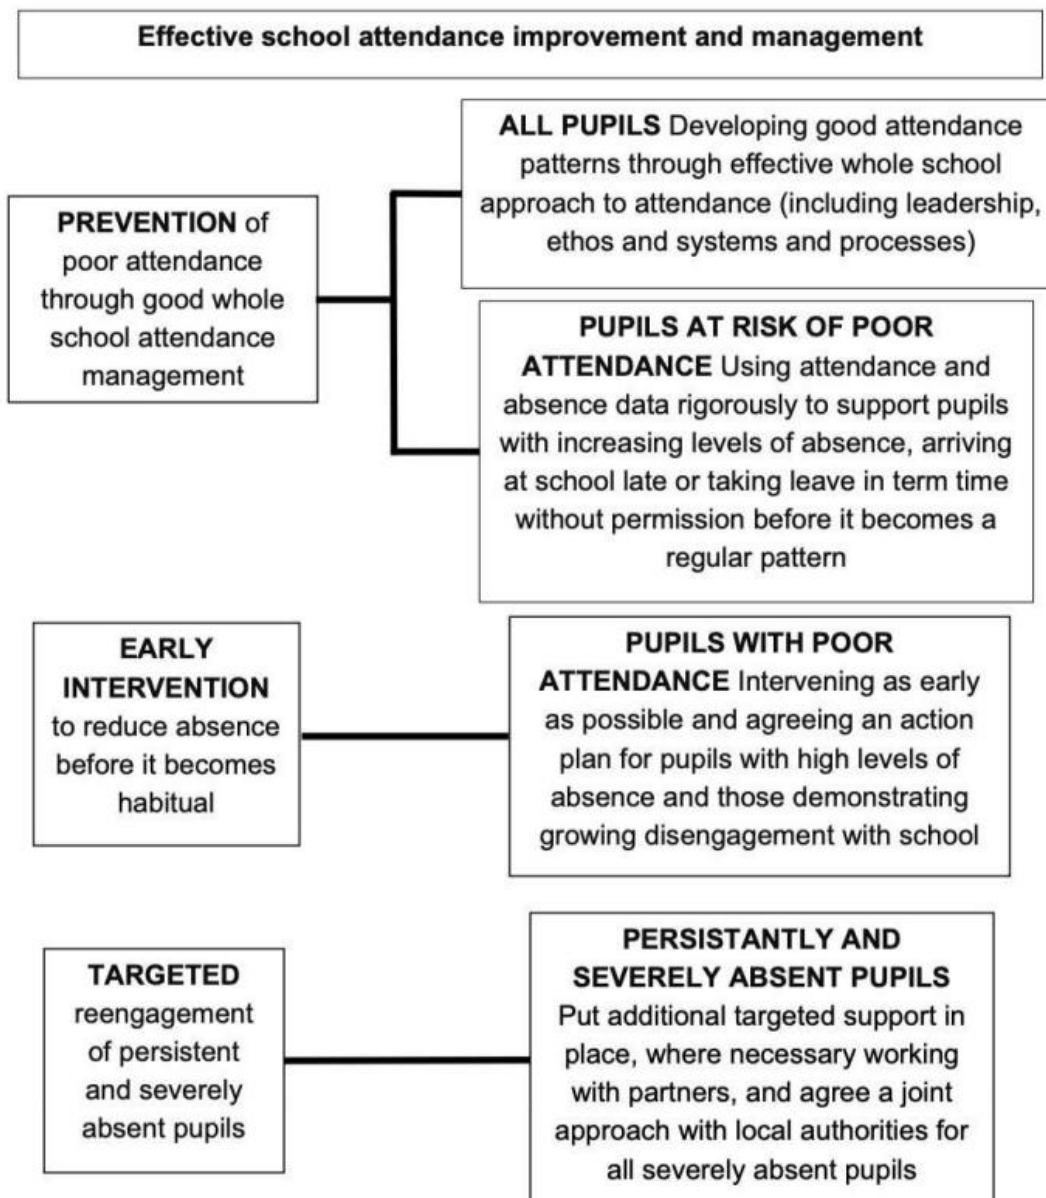 Effective school attendance improvement and management
PREVENTION of
poor attendance
through good whole
school attendance
management
ALL PUPILS Developing good attendance
patterns through effective whole school
approach to attendance (including leadership,
ethos and systems and processes)
PUPILS AT RISK OF POOR
ATTENDANCE Using attendance and
absence data rigorously to support pupils
with increasing levels of absence, arriving
at school late or taking leave in term time
without permission before it becomes a
regular pattern
EARLY
INTERVENTION
to reduce absence
before it becomes
habitual
PUPILS WITH POOR
ATTENDANCE Intervening as early
as possible and agreeing an action
plan for pupils with high levels of
absence and those demonstrating
growing disengagement with school
TARGETED
reengagement
of persistent
and severely
absent pupils
PERSISTANTLY AND
SEVERELY ABSENT PUPILS
Put additional targeted support in
place, where necessary working
with partners, and agree a joint
approach with local authorities for
all severely absent pupils